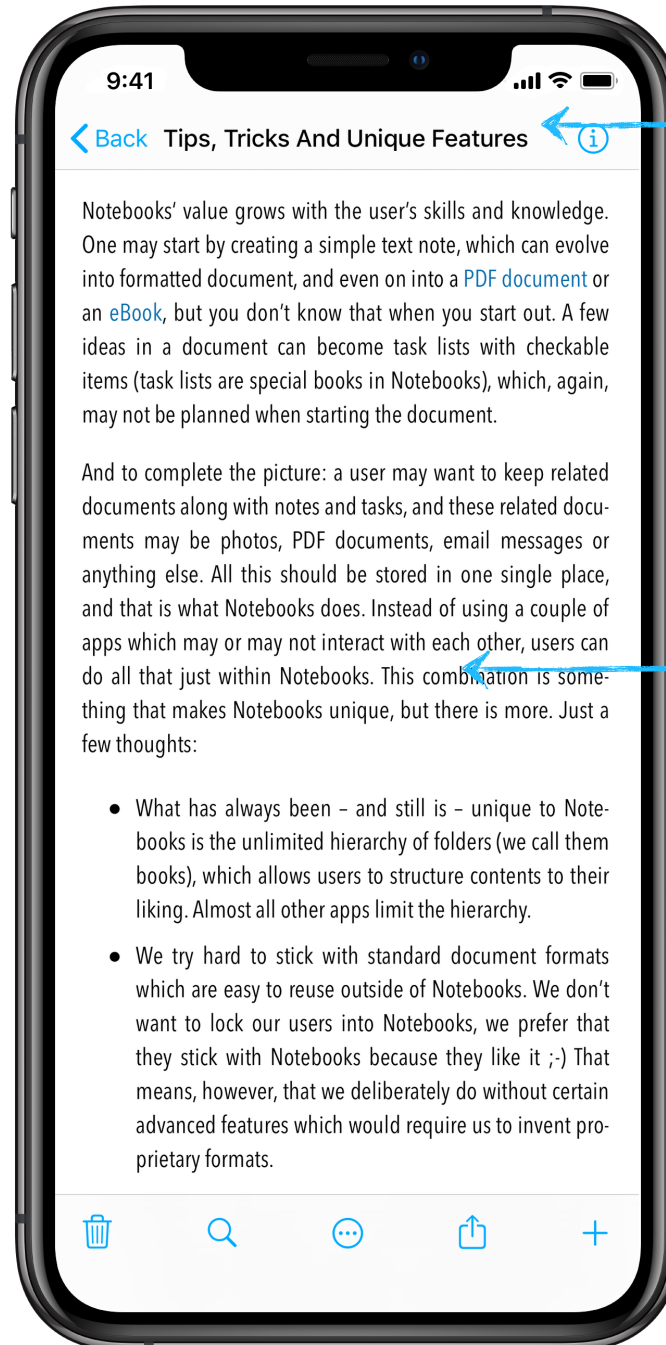 9:41
Back Tips, Tricks And Unique Features
Notebooks‘ value grows with the user’s skills and knowledge.
One may start by creating a simple text note, which can evolve
into formatted document, and even on into a PDF document or
an eBook, but you don’t know that when you start out. A few
ideas in a document can become task lists with checkable
items (task lists are special books in Notebooks), which, again,
may not be planned when starting the document.
And to complete the picture: a user may want to keep related
documents along with notes and tasks, and these related docu-
ments may be photos, PDF documents, email messages or
anything else. All this should be stored in one single place,
and that is what Notebooks does. Instead of using a couple of
apps which may or may not interact with each other, users can
do all that just within Notebooks. This combination is some-
thing that makes Notebooks unique, but there is more. Just a
few thoughts:
• What has always been – and still is – unique to Note-
books is the unlimited hierarchy of folders (we call them
books), which allows users to structure contents to their
liking. Almost all other apps limit the hierarchy.
• We try hard to stick with standard document formats
which are easy to reuse outside of Notebooks. We don’t
want to lock our users into Notebooks, we prefer that
they stick with Notebooks because they like it ;-) That
means, however, that we deliberately do without certain
advanced features which would require us to invent pro-
prietary formats.